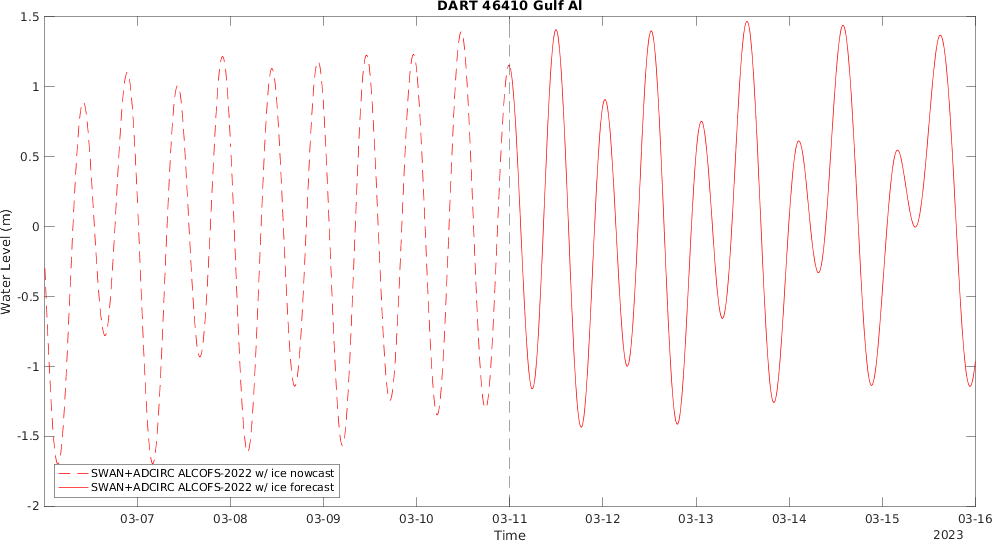 DART 46410 Gulf Al
1.5
1
0.5
0
-0.5
-1
-1.5
-2
Water Level (m)
SWAN+ADCIRC ALCOFS-2022 w/ ice nowcast
SWAN+ADCIRC ALCOFS-2022 w/ ice forecast
03-07 03-08 03-09 03-10 03-11 03-12 03-13 03-14 03-15 03-16
Time
2023